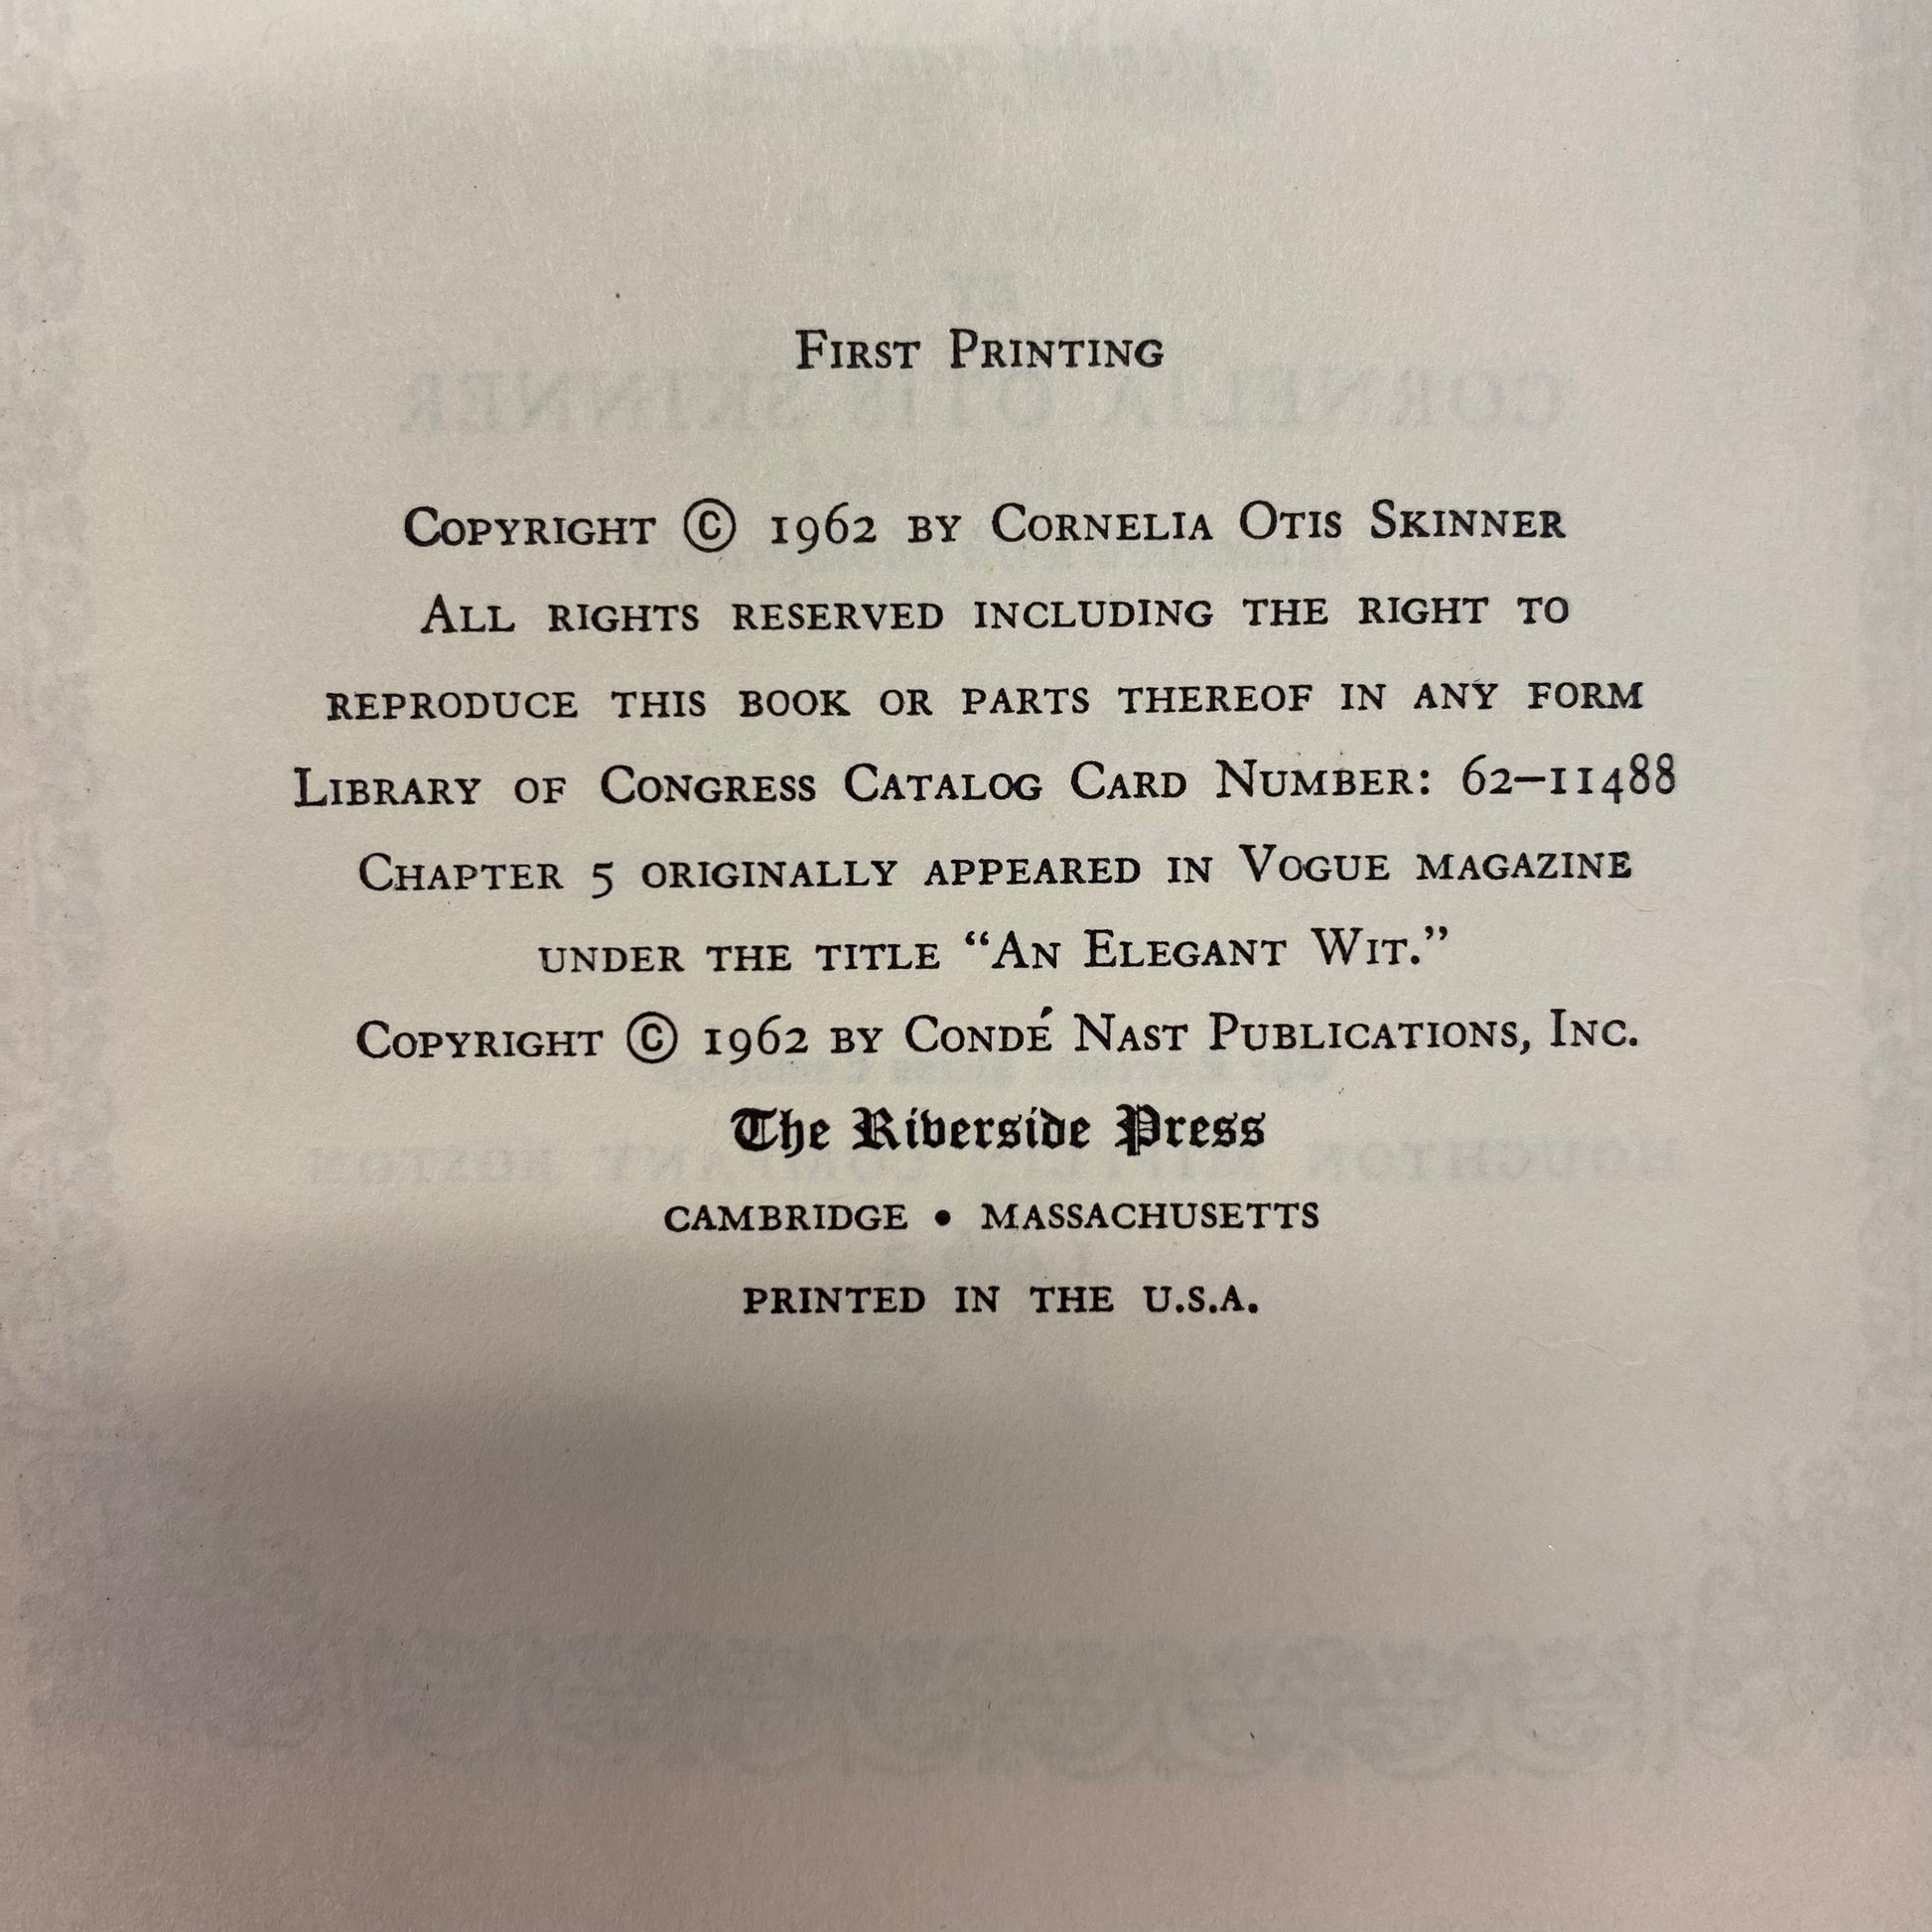 First Printing
Copyright © 1962 by Cornelia Otis Skinner
All rights reserved including the right to
reproduce this book or parts thereof in any form
Library of Congress Catalog Card Number: 62–11488
Chapter 5 originally appeared in Vogue magazine
under the title “An Elegant Wit.”
Copyright © 1962 by Condé Nast Publications, Inc.
The Riverside Press
CAMBRIDGE • MASSACHUSETTS
PRINTED IN THE U.S.A.